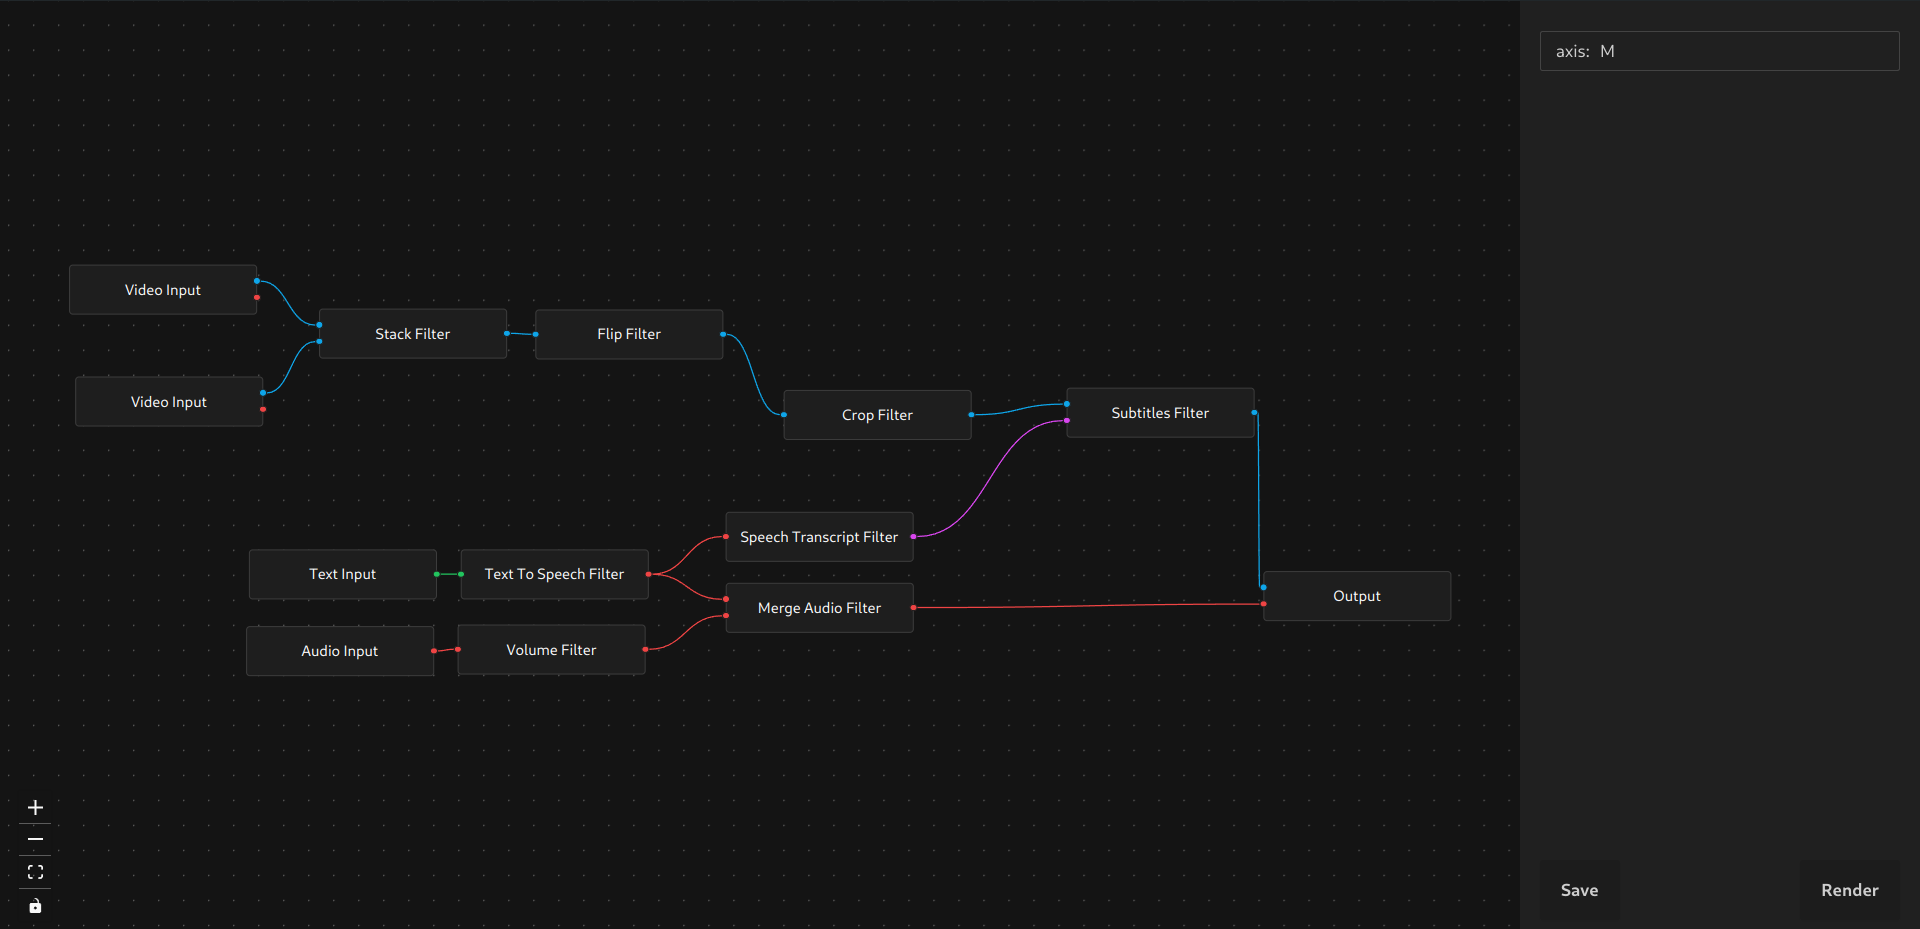 axis: M
Video Input
Stack Filter
Flip Filter
Video Input
Crop Filter
Subtitles Filter
Speech Transcript Filter
Text Input
Text To Speech Filter
Merge Audio Filter
Output
Audio Input
Volume Filter
Save
Render